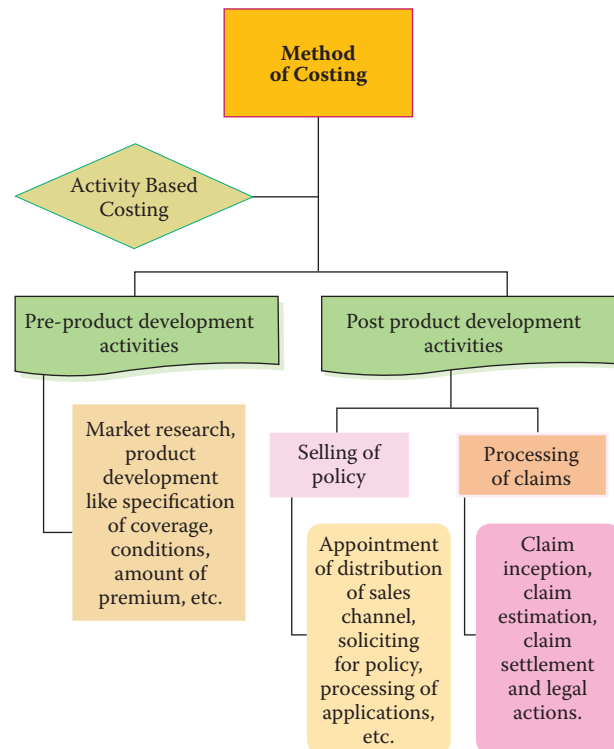 Method
of Costing
Activity Based
Costing
Pre-product development
activities
Post product development
activities
Market research,
product
development
like specification
of coverage,
conditions,
amount of
premium, etc.
Selling of
policy
Processing
of claims
Appointment
of distribution
of sales
channel,
soliciting
for policy,
processing of
applications,
etc.
Claim
inception,
claim
estimation,
claim
settlement
and legal
actions.